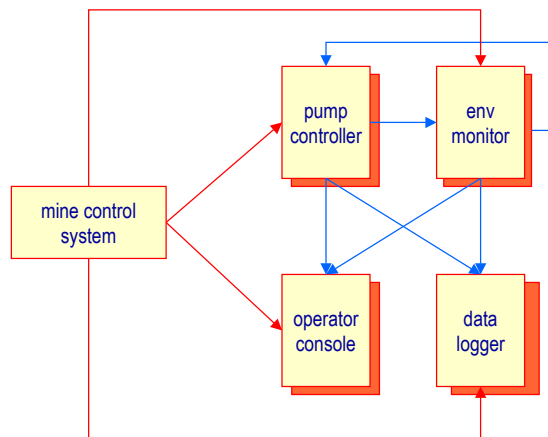 pump
controller
env
monitor
mine control
system
operator
console
data
logger